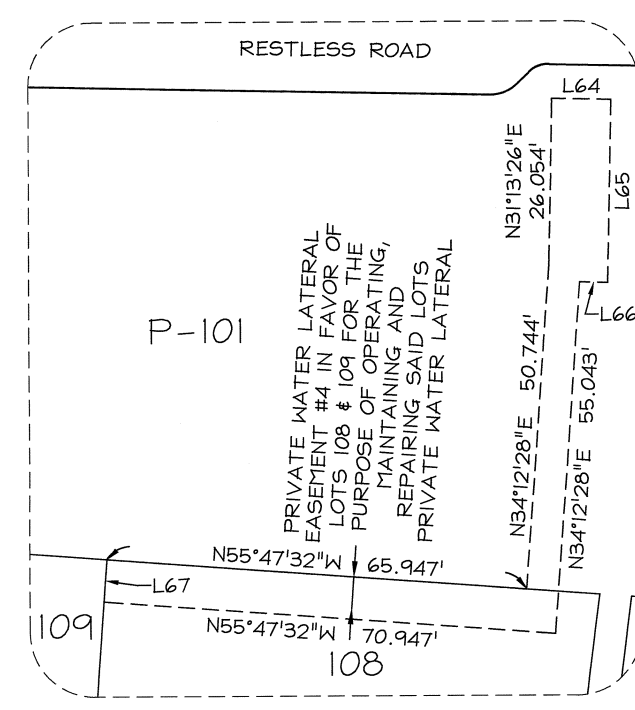 RESTLESS ROAD
L64
N31°13'26"E
26.054'
L65
L66
P-101
PRIVATE WATER LATERAL
EASEMENT #4 IN FAVOR OF
LOTS 108 & 109 FOR THE
PURPOSE OF OPERATING,
MAINTAINING AND
REPAIRING SAID LOTS
PRIVATE WATER LATERAL
N34°12'28"E 50.744'
N34°12'28"E 55.043'
N55°47'32"W 65.947'
L67
109
N55°47'32"W 70.947'
108